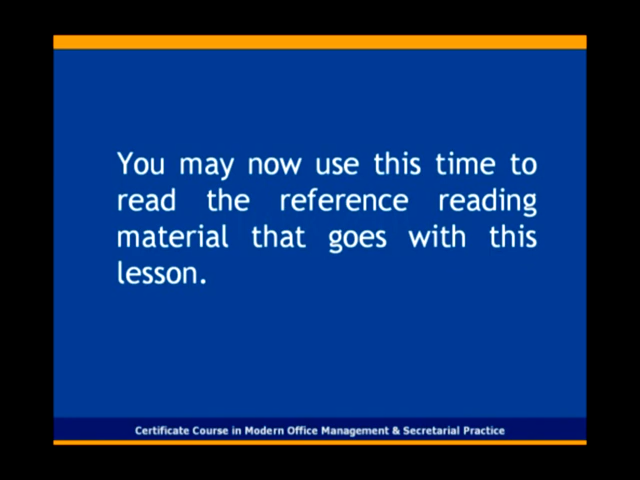 You may now use this time to
read the reference reading
material that goes with this
lesson.
Certificate Course in Modern Office Management & Secretarial Practice